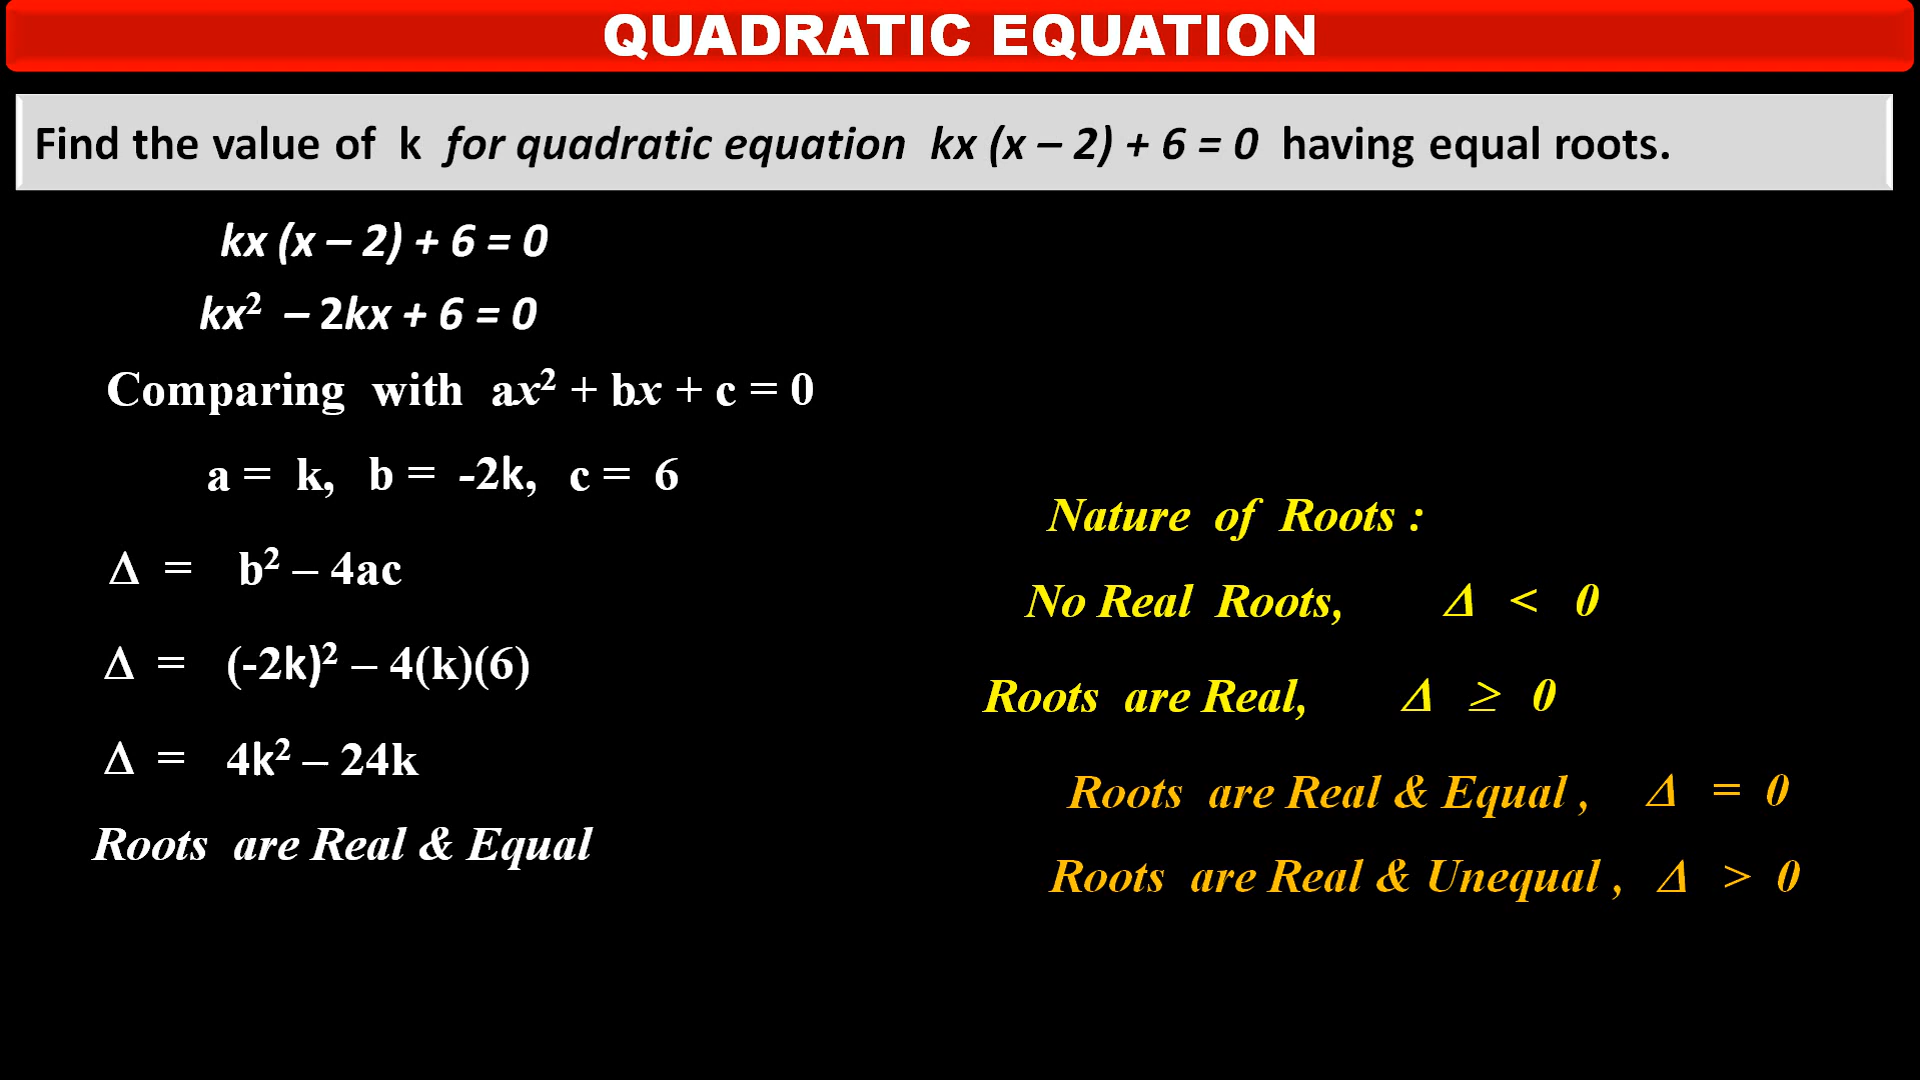 QUADRATIC EQUATION
Find the value of k for quadratic equation kx (x – 2) + 6 = 0 having equal roots.
kx (x – 2) + 6 = 0
kx² – 2kx + 6 = 0
Comparing with ax² + bx + c = 0
a = k, b = -2k, c = 6
Δ = b² – 4ac
Δ = (-2k)² – 4(k)(6)
Δ = 4k² – 24k
Roots are Real & Equal
Nature of Roots :
No Real Roots, Δ < 0
Roots are Real, Δ ≥ 0
Roots are Real & Equal , Δ = 0
Roots are Real & Unequal , Δ > 0